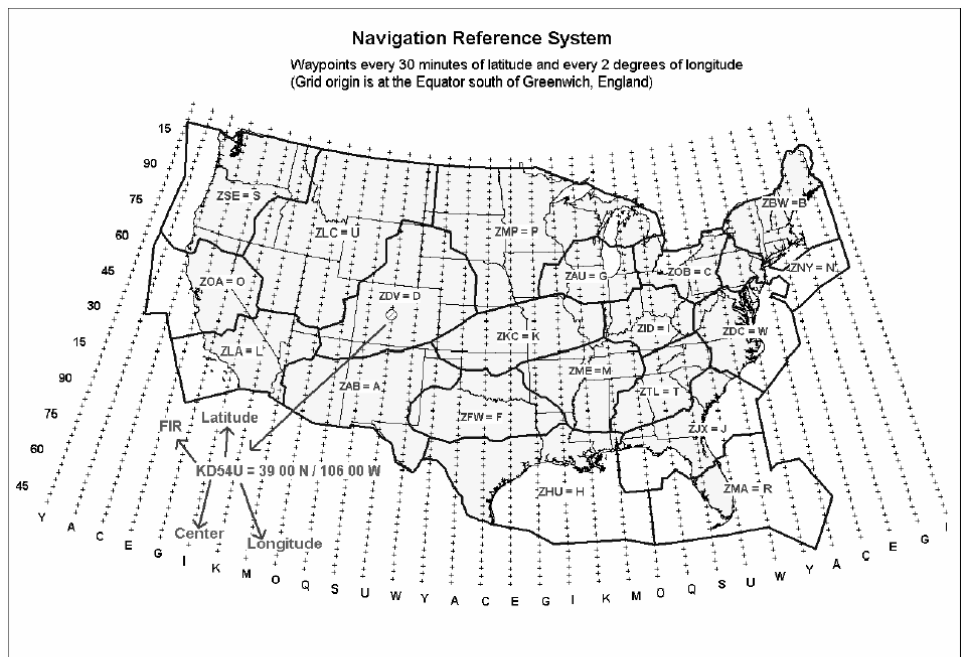 Navigation Reference System
Waypoints every 30 minutes of latitude and every 2 degrees of longitude
(Grid origin is at the Equator south of Greenwich, England)
15
90
75
60
45
30
15
90
75
60
45
ZSE = S
ZLC = U
ZMP = P
ZBW = B
ZOA = O
ZDV = D
ZAU = G
ZOB = C
ZNY = N
ZLA = L
ZKC = K
ZID = I
ZDC = W
ZAB = A
ZME = M
ZFW = F
ZTL = T
ZJX = J
ZHU = H
ZMA = R
FIR
Latitude
KD54U = 39 00 N / 106 00 W
Center
Longitude
Y A C E G I K M O Q S U W Y A C E G I K M O Q S U W Y A C E G I